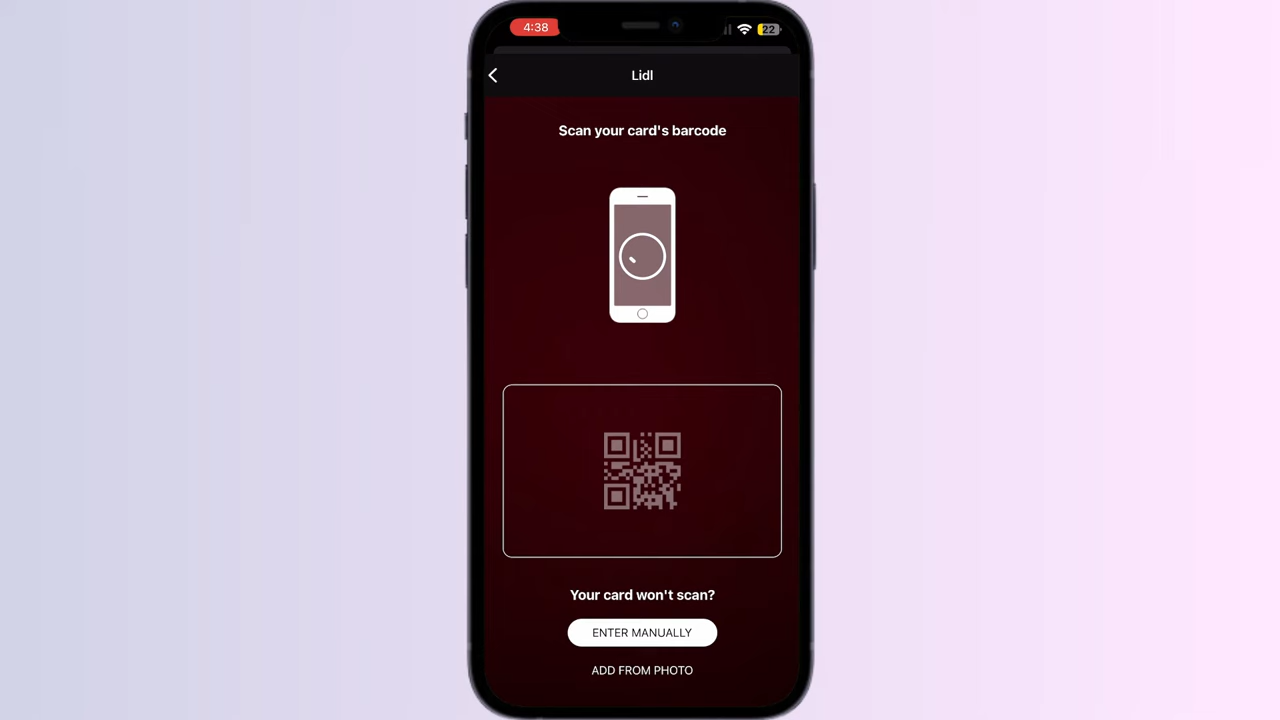 4:38
22
Lidl
Scan your card's barcode
Your card won't scan?
ENTER MANUALLY
ADD FROM PHOTO